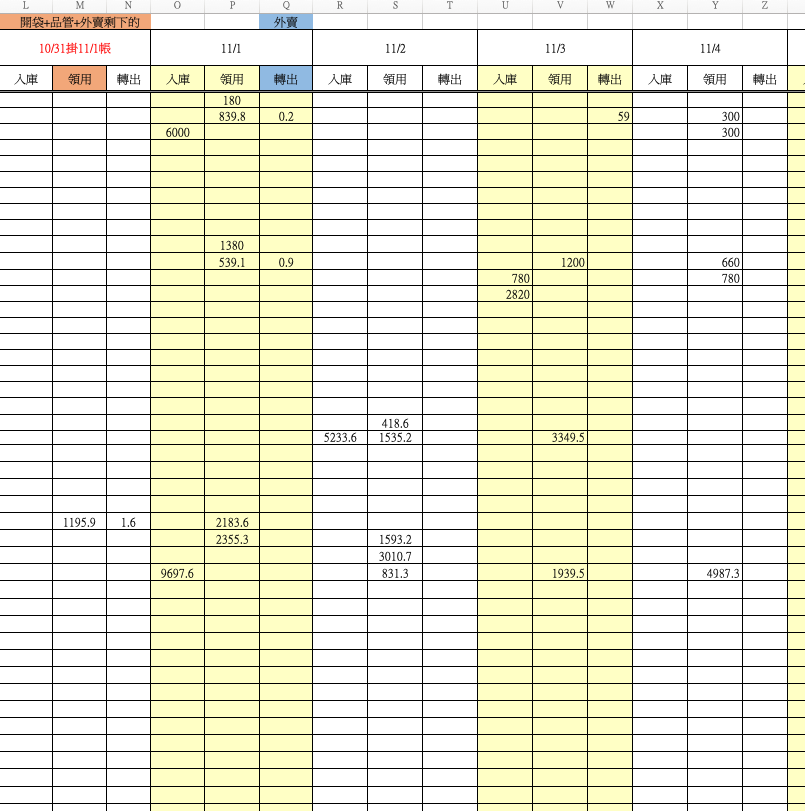 L M N O P Q R S T U V W X Y Z
開袋+品管+外賣剩下的 外賣
10/31掛11/1帳 11/1 11/2 11/3 11/4
入庫 領用 轉出 入庫 領用 轉出 入庫 領用 轉出 入庫 領用 轉出 入庫 領用 轉出
180
839.8 0.2 59 300
6000 300
1380
539.1 0.9 1200 660
780 780
2820
418.6
5233.6 1535.2 3349.5
1195.9 1.6 2183.6
2355.3 1593.2
3010.7
9697.6 831.3 1939.5 4987.3